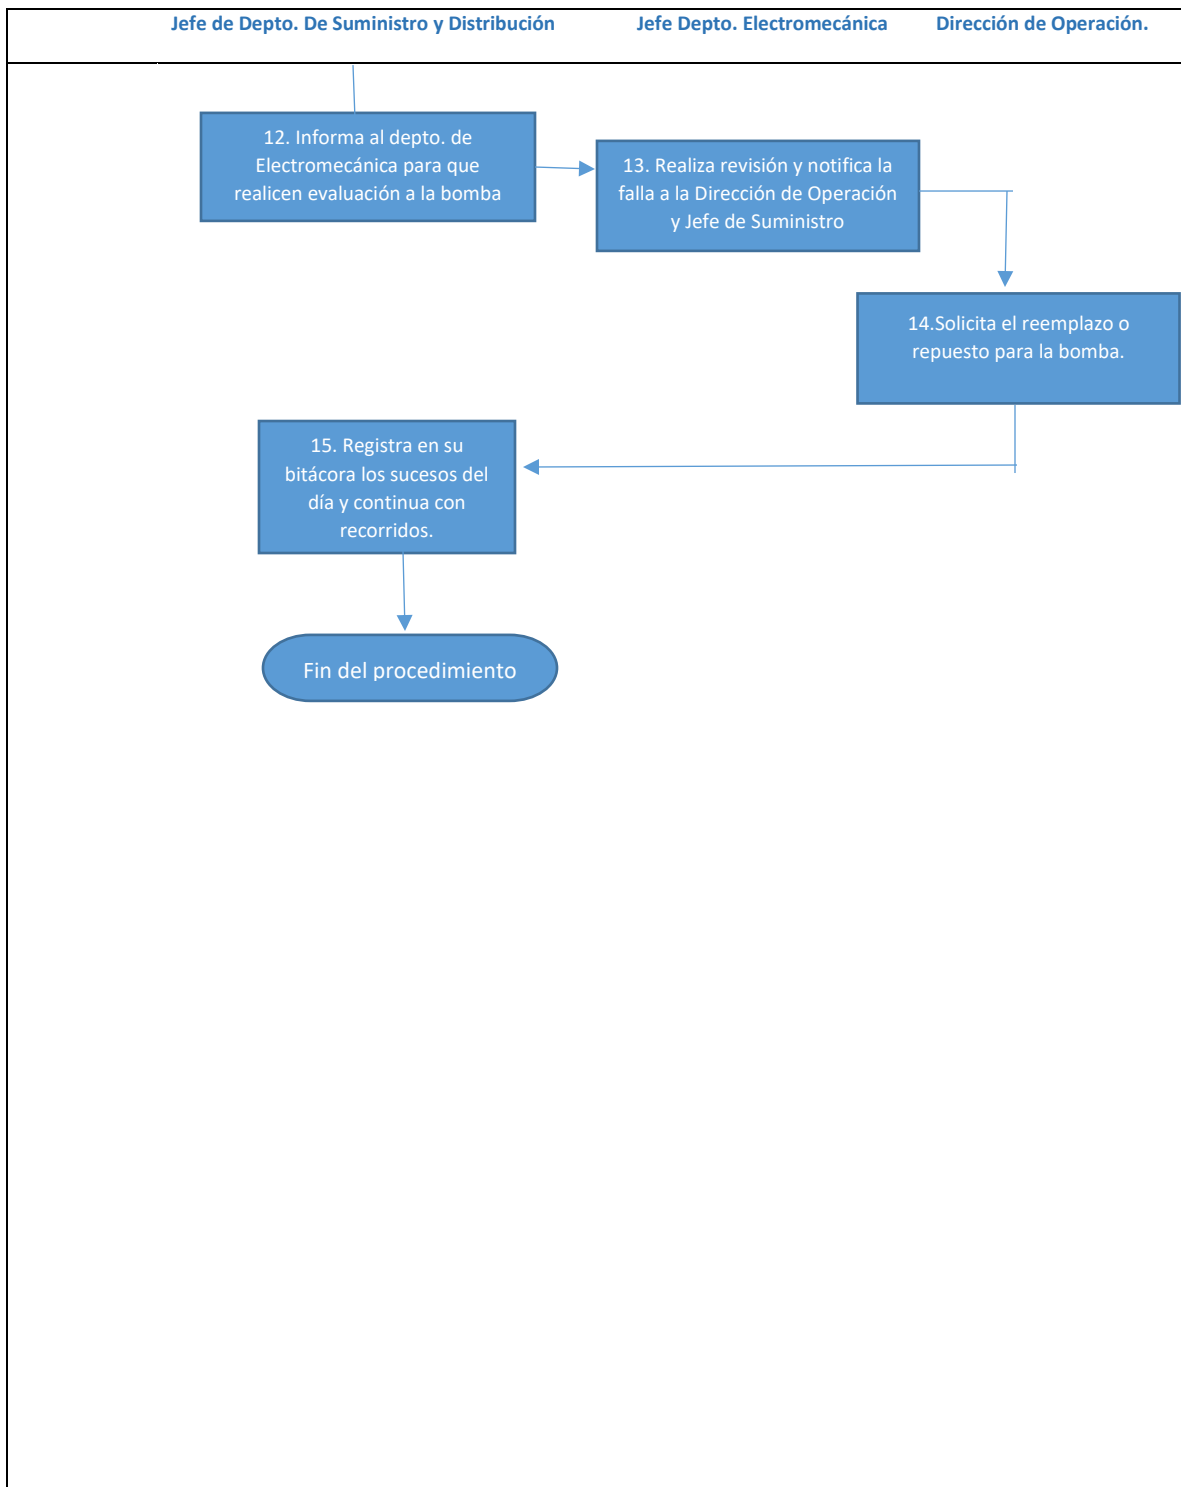 Jefe de Depto. De Suministro y Distribución
Jefe Depto. Electromecánica
Dirección de Operación.
12. Informa al depto. de
Electromecánica para que
realicen evaluación a la bomba
13. Realiza revisión y notifica la
falla a la Dirección de Operación
y Jefe de Suministro
14.Solicita el reemplazo o
repuesto para la bomba.
15. Registra en su
bitácora los sucesos del
día y continua con
recorridos.
Fin del procedimiento